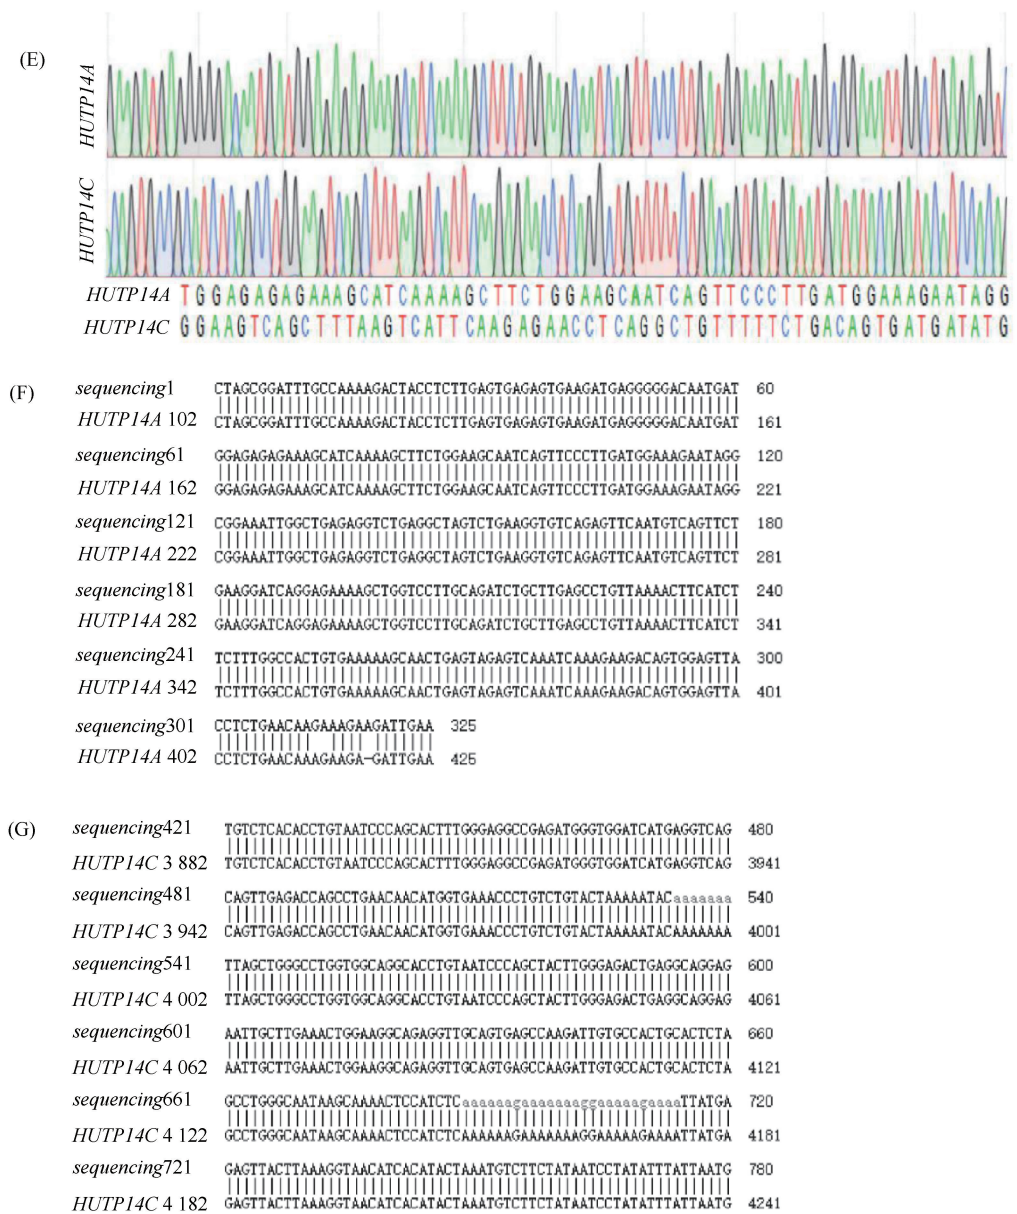 (E)
HUTP14A
HUTP14C
HUTP14A TGGAGAGAGAAAGCATCAAAAGCTTCTGGAAGCAATCAGTTCCCTTGATGGAAAGAATAGG
HUTP14C GGAAGTCAGCTTTAAGTCATTCAAGAGAACCTCAGGCTGTTTTTCTGACAGTGATGATATG
(F)
sequencing1 CTAGCGGATTTGCCAAAAGACTACCTCTTGAGTGAGAGTGAAGATGAGGGGGACAATGAT 60
HUTP14A 102 CTAGCGGATTTGCCAAAAGACTACCTCTTGAGTGAGAGTGAAGATGAGGGGGACAATGAT 161
sequencing61 GGAGAGAGAAAGCATCAAAAGCTTCTGGAAGCAATCAGTTCCCTTGATGGAAAGAATAGG 120
HUTP14A 162 GGAGAGAGAAAGCATCAAAAGCTTCTGGAAGCAATCAGTTCCCTTGATGGAAAGAATAGG 221
sequencing121 CGGAAATTGGCTGAGAGGTCTGAGGCTAGTCTGAAGGTGTCAGAGTTCAATGTCAGTTCT 180
HUTP14A 222 CGGAAATTGGCTGAGAGGTCTGAGGCTAGTCTGAAGGTGTCAGAGTTCAATGTCAGTTCT 281
sequencing181 GAAGGATCAGGAGAAAAGCTGGTCCTTGCAGATCTGCTTGAGCCTGTTAAAACTTCATCT 240
HUTP14A 282 GAAGGATCAGGAGAAAAGCTGGTCCTTGCAGATCTGCTTGAGCCTGTTAAAACTTCATCT 341
sequencing241 TCTTTGGCCACTGTGAAAAAGCAACTGAGTAGAGTCAAATCAAAGAAGACAGTGGAGTTA 300
HUTP14A 342 TCTTTGGCCACTGTGAAAAAGCAACTGAGTAGAGTCAAATCAAAGAAGACAGTGGAGTTA 401
sequencing301 CCTCTGAACAAGAAAGAAGATTGAA 325
HUTP14A 402 CCTCTGAACAAAGAAGA-GATTGAA 425
(G)
sequencing421 TGTCTCACACCTGTAATCCCAGCACTTTGGGAGGCCGAGATGGGTGGATCATGAGGTCAG 480
HUTP14C 3 882 TGTCTCACACCTGTAATCCCAGCACTTTGGGAGGCCGAGATGGGTGGATCATGAGGTCAG 3941
sequencing481 CAGTTGAGACCAGCCTGAACAACATGGTGAAACCCTGTCTGTACTAAAAATACaaaaaaa 540
HUTP14C 3 942 CAGTTGAGACCAGCCTGAACAACATGGTGAAACCCTGTCTGTACTAAAAATACAAAAAAA 4001
sequencing541 TTAGCTGGGCCTGGTGGCAGGCACCTGTAATCCCAGCTACTTGGGAGACTGAGGCAGGAG 600
HUTP14C 4 002 TTAGCTGGGCCTGGTGGCAGGCACCTGTAATCCCAGCTACTTGGGAGACTGAGGCAGGAG 4061
sequencing601 AATTGCTTGAAACTGGAAGGCAGAGGTTGCAGTGAGCCAAGATTGTGCCACTGCACTCTA 660
HUTP14C 4 062 AATTGCTTGAAACTGGAAGGCAGAGGTTGCAGTGAGCCAAGATTGTGCCACTGCACTCTA 4121
sequencing661 GCCTGGGCAATAAGCAAAACTCCATCTCaaaaaagaaaaaaaggaaaaagaaaaTTATGA 720
HUTP14C 4 122 GCCTGGGCAATAAGCAAAACTCCATCTCAAAAAAGAAAAAAAGGAAAAAGAAAATTATGA 4181
sequencing721 GAGTTACTTAAAGGTAACATCACATACTAAATGTCTTCTATAATCCTATATTTATTAATG 780
HUTP14C 4 182 GAGTTACTTAAAGGTAACATCACATACTAAATGTCTTCTATAATCCTATATTTATTAATG 4241